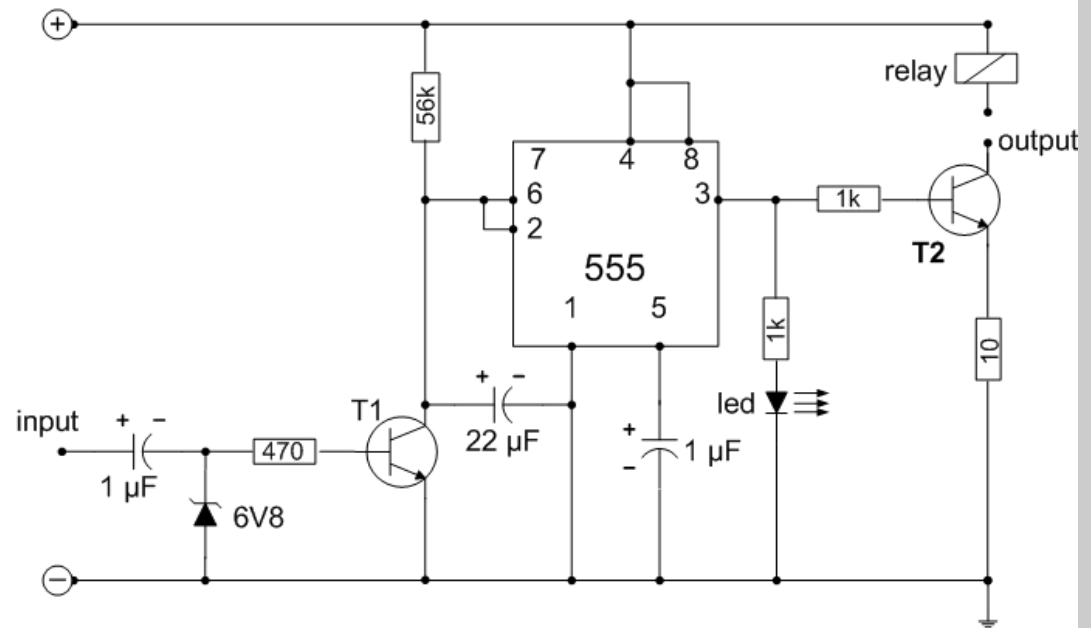 +
relay
56k
output
7
4
8
6
3
1k
2
T2
555
1
5
1k
10
+ −
T1
led
input
+ −
22 µF
+
−
1 µF
470
1 µF
6V8
−